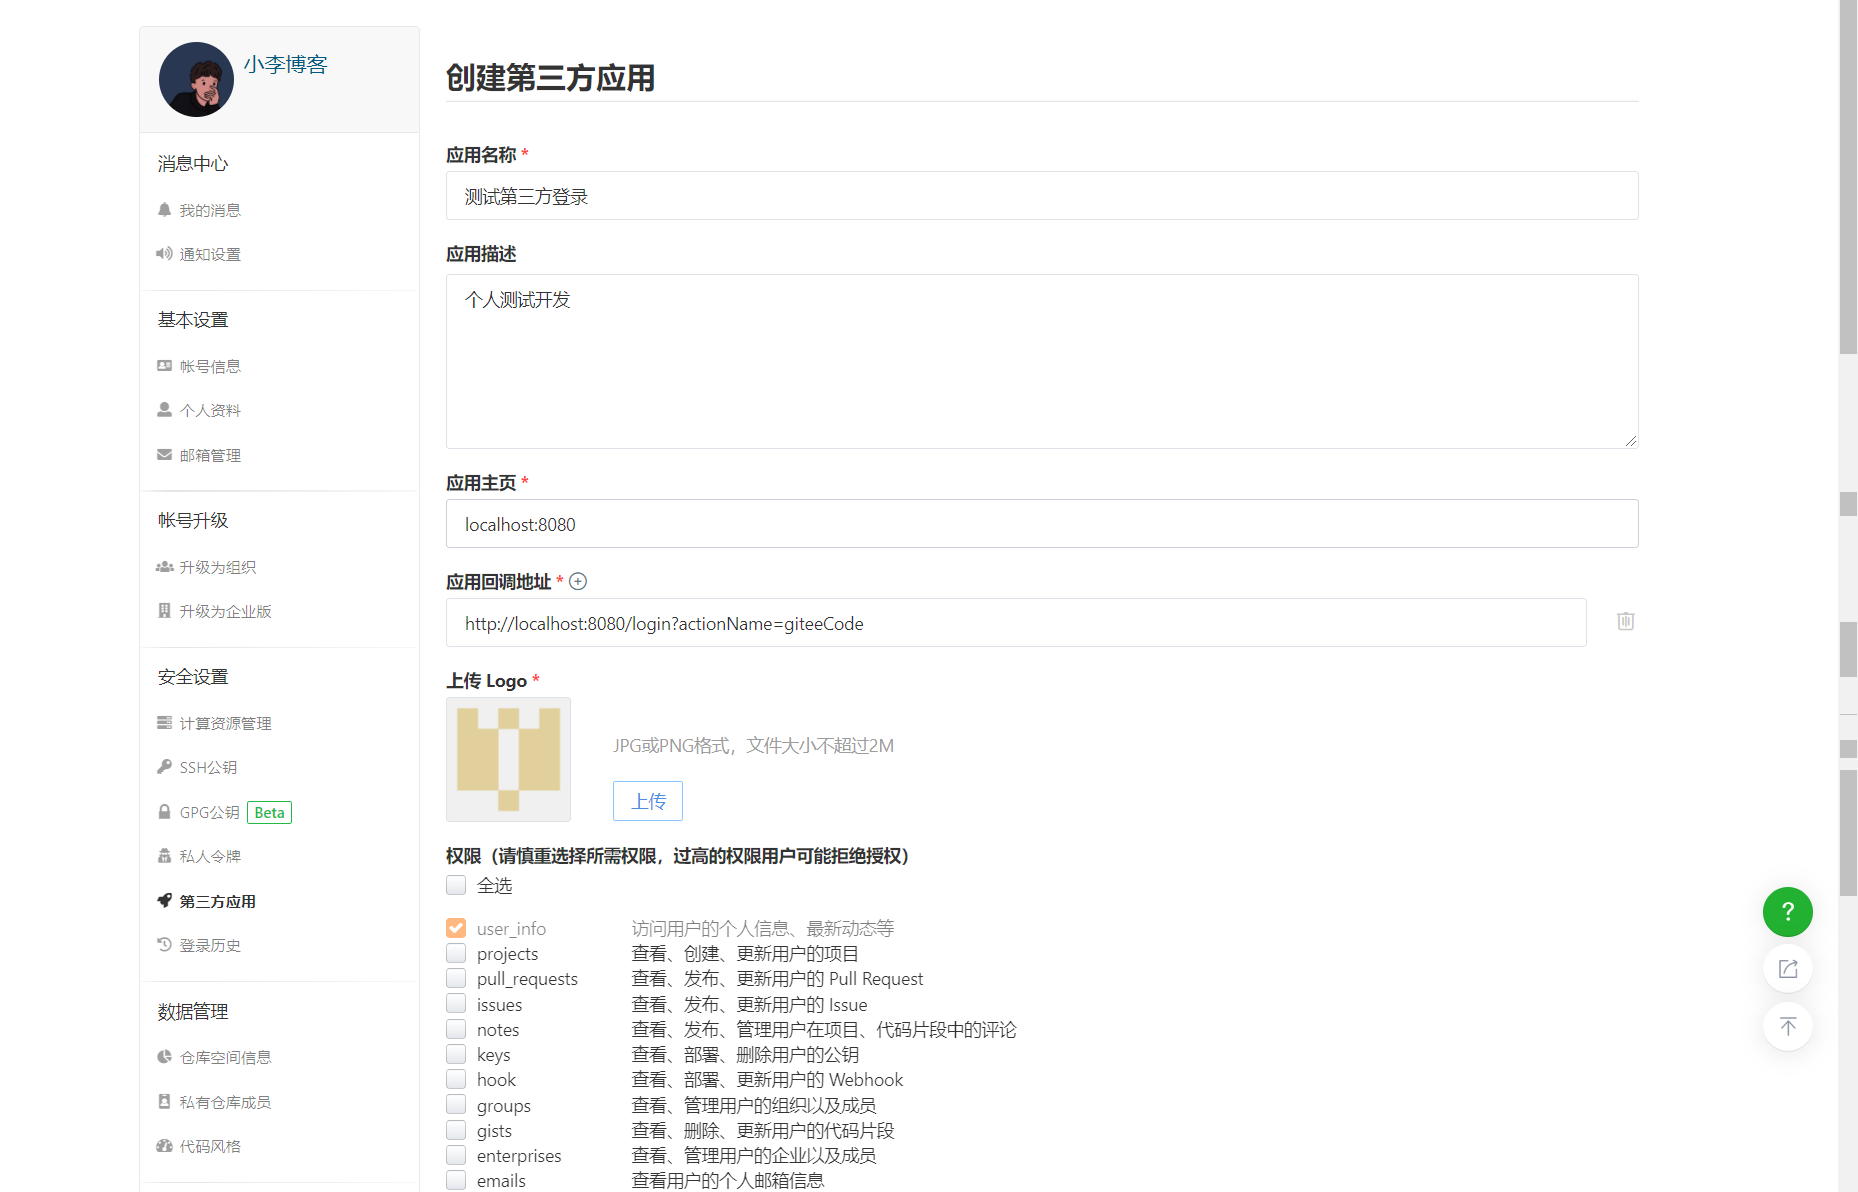 小李博客
消息中心
我的消息
通知设置
基本设置
帐号信息
个人资料
邮箱管理
帐号升级
升级为组织
升级为企业版
安全设置
计算资源管理
SSH公钥
GPG公钥 Beta
私人令牌
第三方应用
登录历史
数据管理
仓库空间信息
私有仓库成员
代码风格
创建第三方应用
应用名称 *
测试第三方登录
应用描述
个人测试开发
应用主页 *
localhost:8080
应用回调地址 *
http://localhost:8080/login?actionName=giteeCode
上传 Logo *
JPG或PNG格式，文件大小不超过2M
上传
权限（请慎重选择所需权限，过高的权限用户可能拒绝授权）
全选
user_info 访问用户的个人信息、最新动态等
projects 查看、创建、更新用户的项目
pull_requests 查看、发布、更新用户的 Pull Request
issues 查看、发布、更新用户的 Issue
notes 查看、发布、管理用户在项目、代码片段中的评论
keys 查看、部署、删除用户的公钥
hook 查看、部署、更新用户的 Webhook
groups 查看、管理用户的组织以及成员
gists 查看、删除、更新用户的代码片段
enterprises 查看、管理用户的企业以及成员
emails 查看用户的个人邮箱信息
?